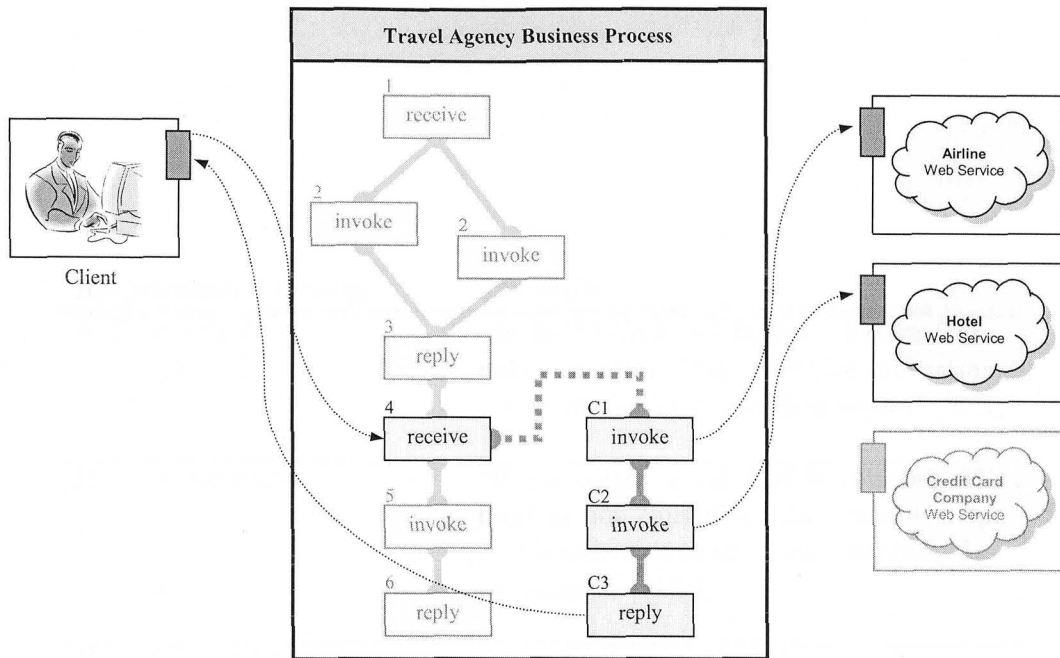 Travel Agency Business Process
1
receive
2
invoke
2
invoke
3
reply
4
receive
5
invoke
6
reply
C1
invoke
C2
invoke
C3
reply
Client
Airline
Web Service
Hotel
Web Service
Credit Card
Company
Web Service